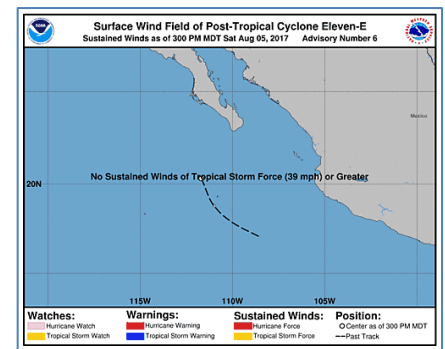 Surface Wind Field of Post-Tropical Cyclone Eleven-E
Sustained Winds as of 300 PM MDT Sat Aug 05, 2017 Advisory Number 6
Mexico
No Sustained Winds of Tropical Storm Force (39 mph) or Greater
20N
115W 110W 105W
Watches: Warnings: Sustained Winds: Position:
Hurricane Watch Hurricane Warning Hurricane Force Center as of 300 PM MDT
Tropical Storm Watch Tropical Storm Warning Tropical Storm Force Past Track